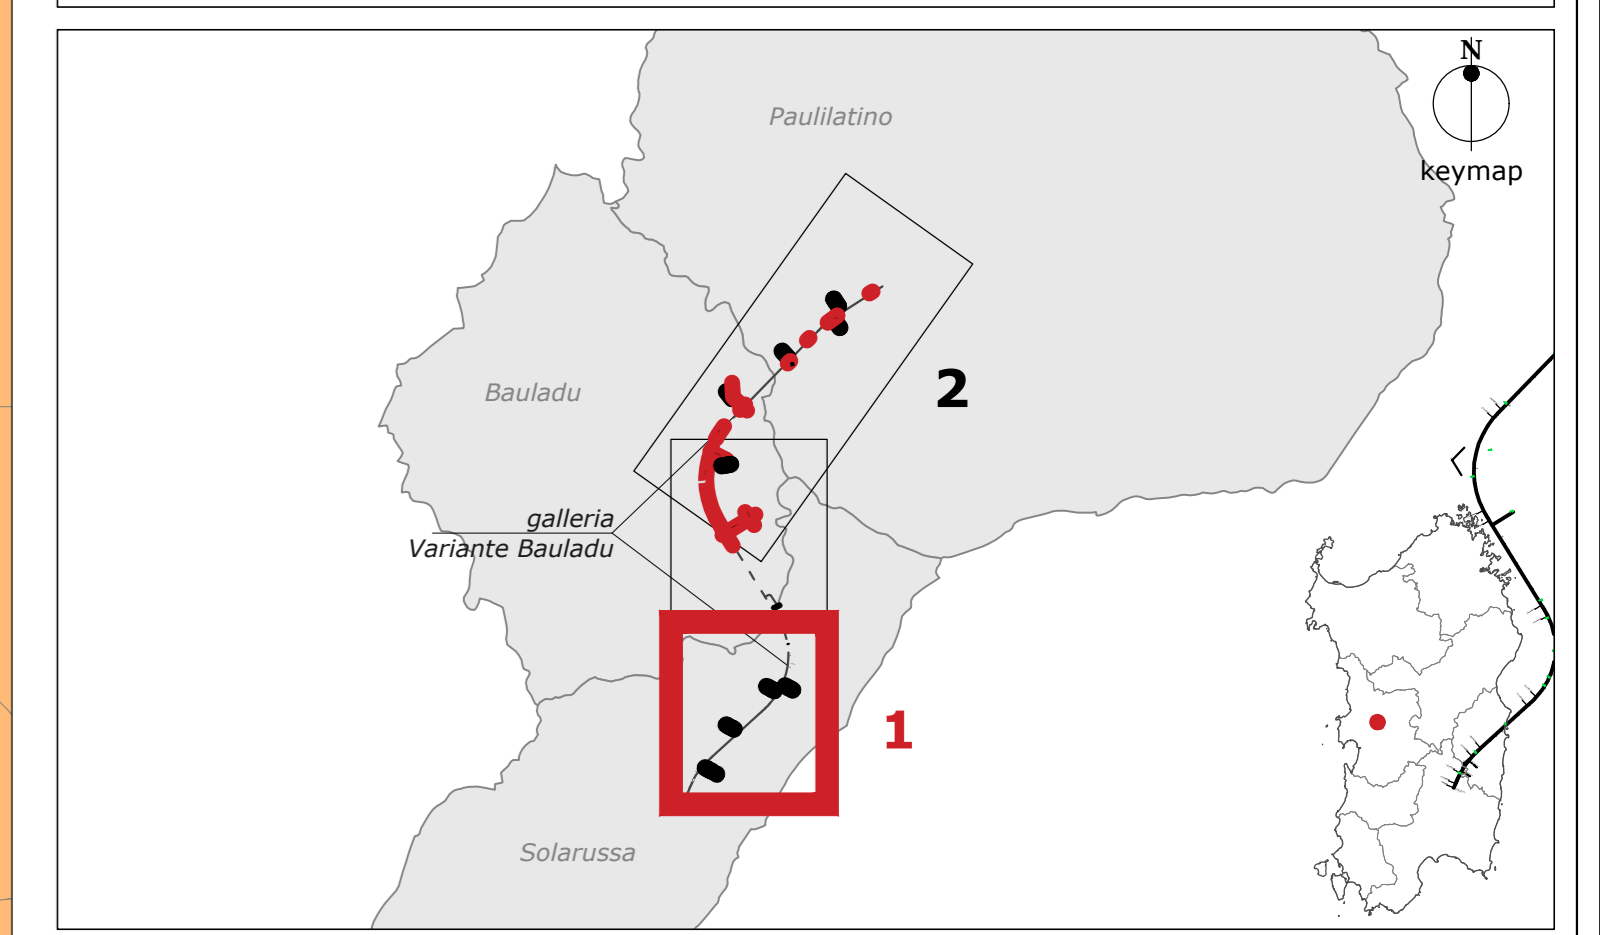 N
keymap
Paulilatino
2
Bauladu
galleria
Variante Bauladu
1
Solarussa